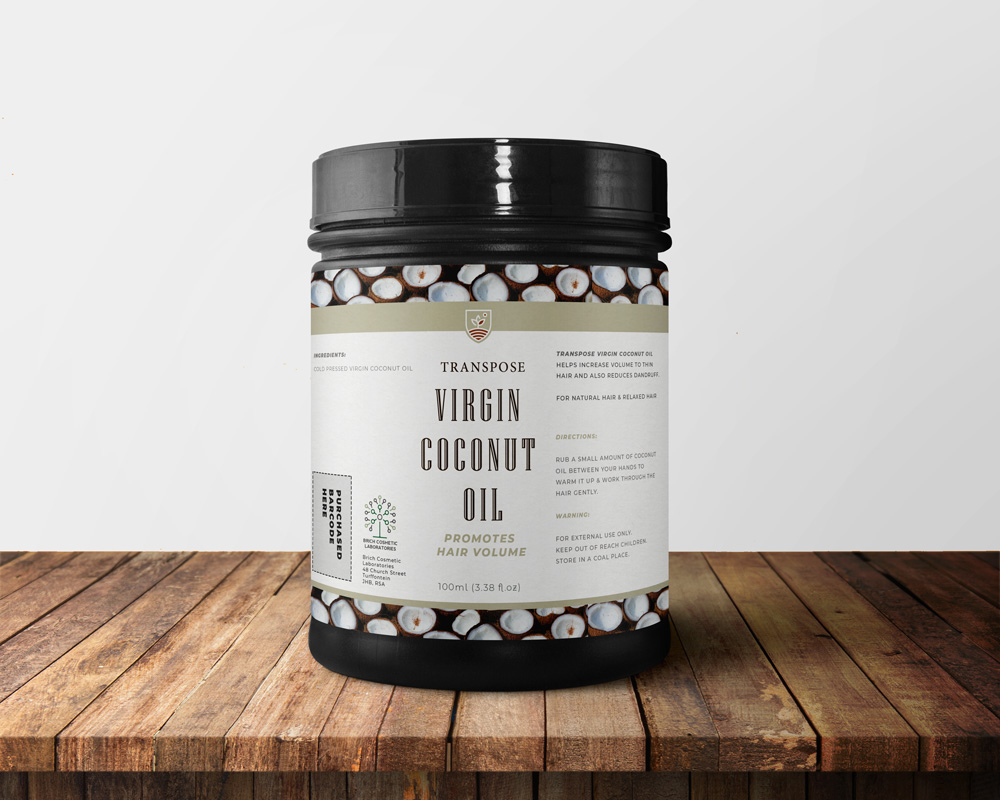 INGREDIENTS:
COLD PRESSED VIRGIN COCONUT OIL
PURCHASED
BARCODE
HERE
BRICH COSMETIC
LABORATORIES
Brich Cosmetic
Laboratories
48 Church Street
Turffontein
2HB, RSA
TRANSPOSE
VIRGIN
COCONUT
OIL
PROMOTES
HAIR VOLUME
100ml (3.38 fl.oz)
TRANSPOSE VIRGIN COCONUT OIL
HELPS INCREASE VOLUME TO THIN
HAIR AND ALSO REDUCES DANDRUFF.
FOR NATURAL HAIR & RELAXED HAIR
DIRECTIONS:
RUB A SMALL AMOUNT OF COCONUT
OIL BETWEEN YOUR HANDS TO
WARM IT UP & WORK THROUGH THE
HAIR GENTLY.
WARNING:
FOR EXTERNAL USE ONLY.
KEEP OUT OF REACH CHILDREN.
STORE IN A COAL PLACE.